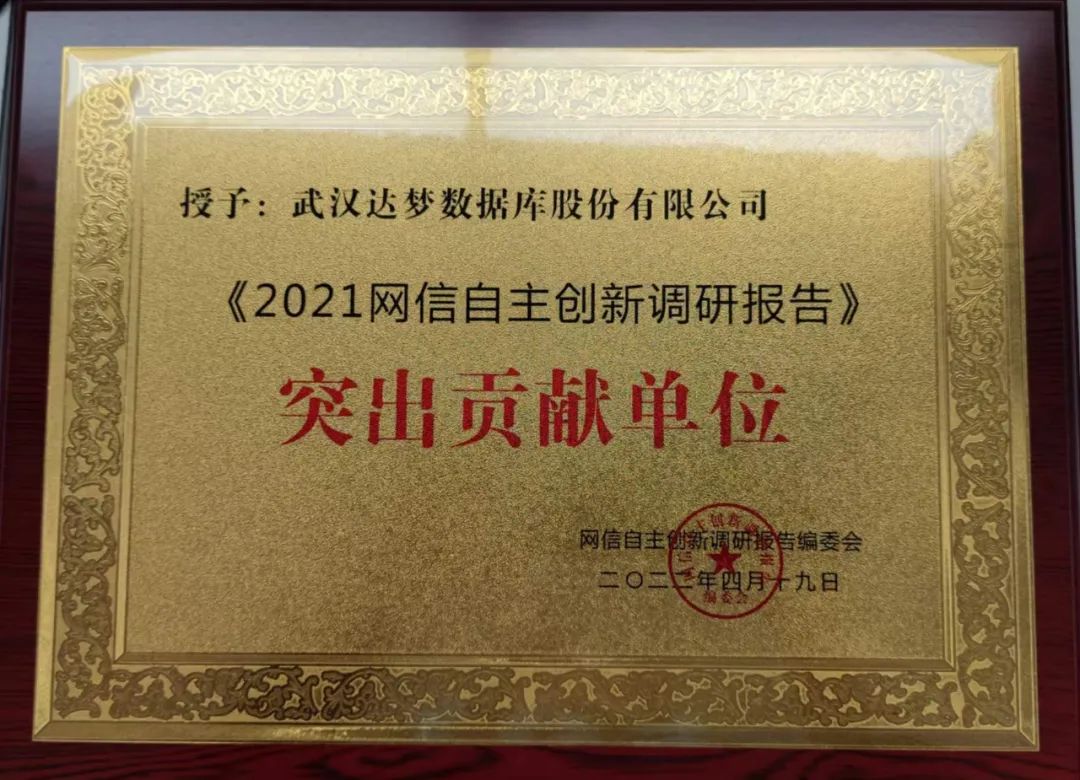 授予：武汉达梦数据库股份有限公司
《2021网信自主创新调研报告》
突出贡献单位
网信自主创新调研报告编委会
二〇二二年四月十九日
编委会